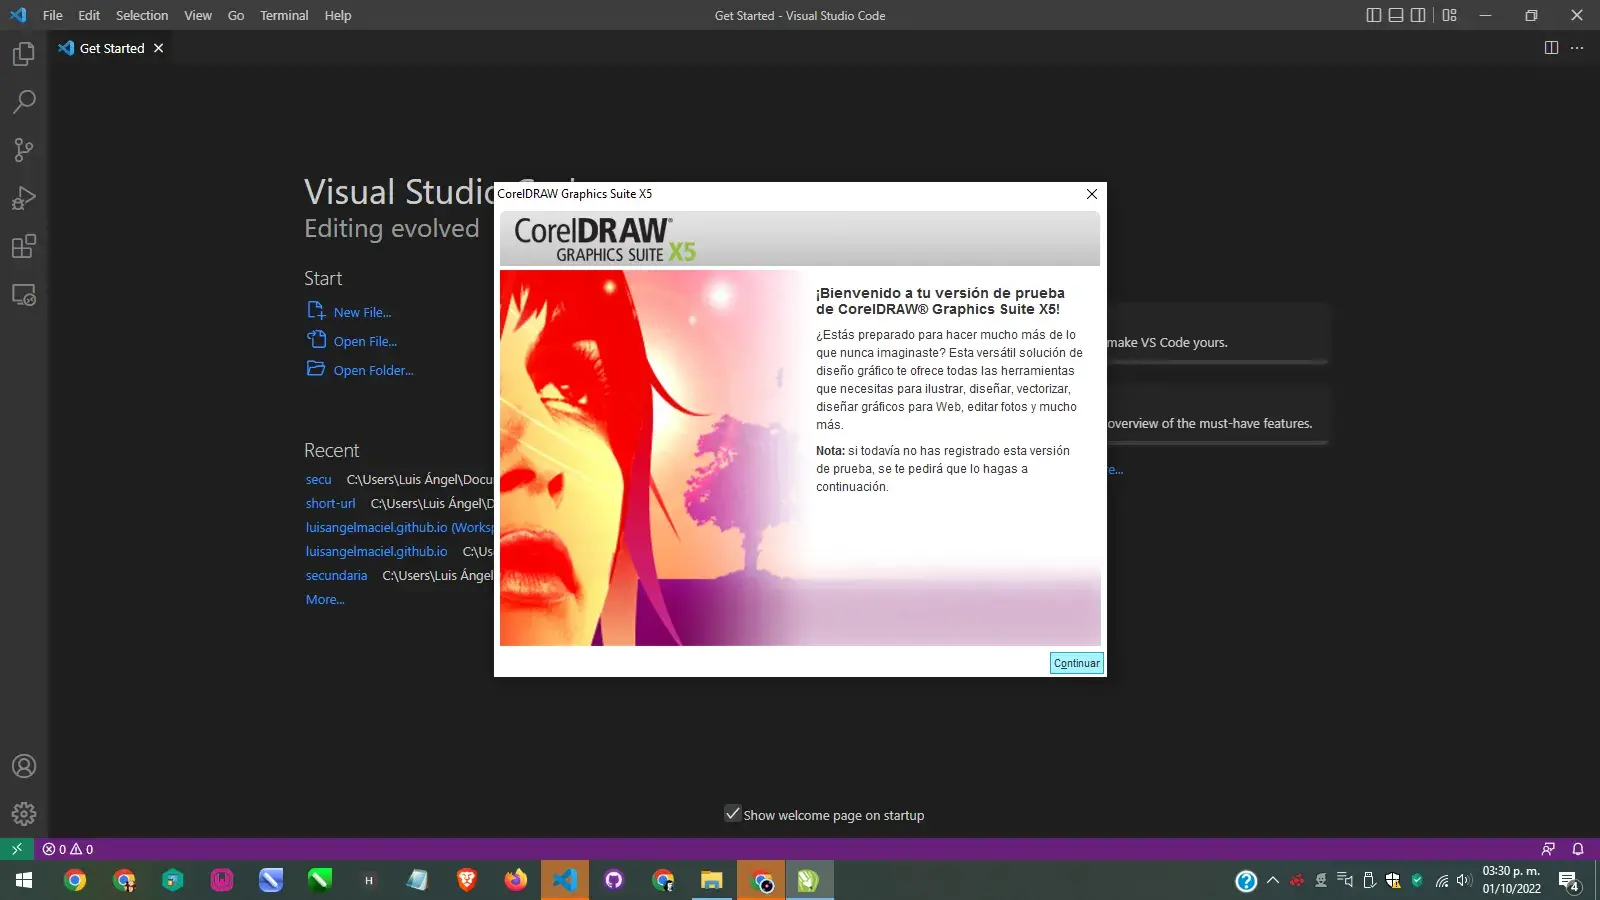 File Edit Selection View Go Terminal Help
Get Started - Visual Studio Code
Get Started
Visual Studio
Editing evolved
Start
New File...
Open File...
Open Folder...
Recent
secu C:\Users\Luis Ángel\Docu
short-url C:\Users\Luis Ángel\D
luisangelmaciel.github.io (Worksp
luisangelmaciel.github.io C:\Us
secundaria C:\Users\Luis Ángel
More...
CorelDRAW Graphics Suite X5
CorelDRAW®
GRAPHICS SUITE X5
¡Bienvenido a tu versión de prueba
de CorelDRAW® Graphics Suite X5!
¿Estás preparado para hacer mucho más de lo
que nunca imaginaste? Esta versátil solución de
diseño gráfico te ofrece todas las herramientas
que necesitas para ilustrar, diseñar, vectorizar,
diseñar gráficos para Web, editar fotos y mucho
más.
Nota: si todavía no has registrado esta versión
de prueba, se te pedirá que lo hagas a
continuación.
Continuar
make VS Code yours.
overview of the must-have features.
e...
Show welcome page on startup
0 0
H
03:30 p. m.
01/10/2022
4